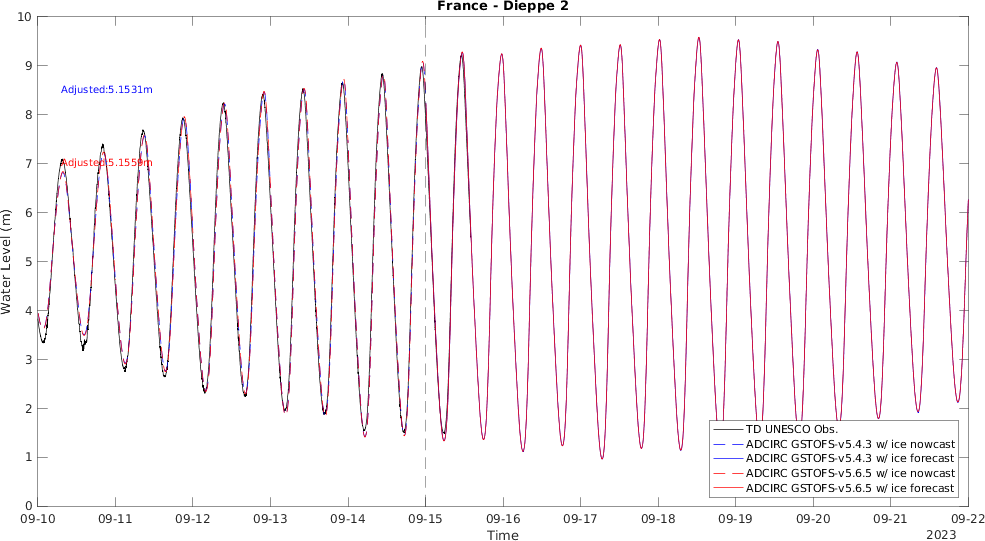 France - Dieppe 2
10
9
8
7
6
5
4
3
2
1
0
Water Level (m)
Adjusted:5.1531m
Adjusted:5.1559m
TD UNESCO Obs.
ADCIRC GSTOFS-v5.4.3 w/ ice nowcast
ADCIRC GSTOFS-v5.4.3 w/ ice forecast
ADCIRC GSTOFS-v5.6.5 w/ ice nowcast
ADCIRC GSTOFS-v5.6.5 w/ ice forecast
09-10 09-11 09-12 09-13 09-14 09-15 09-16 09-17 09-18 09-19 09-20 09-21 09-22
Time
2023